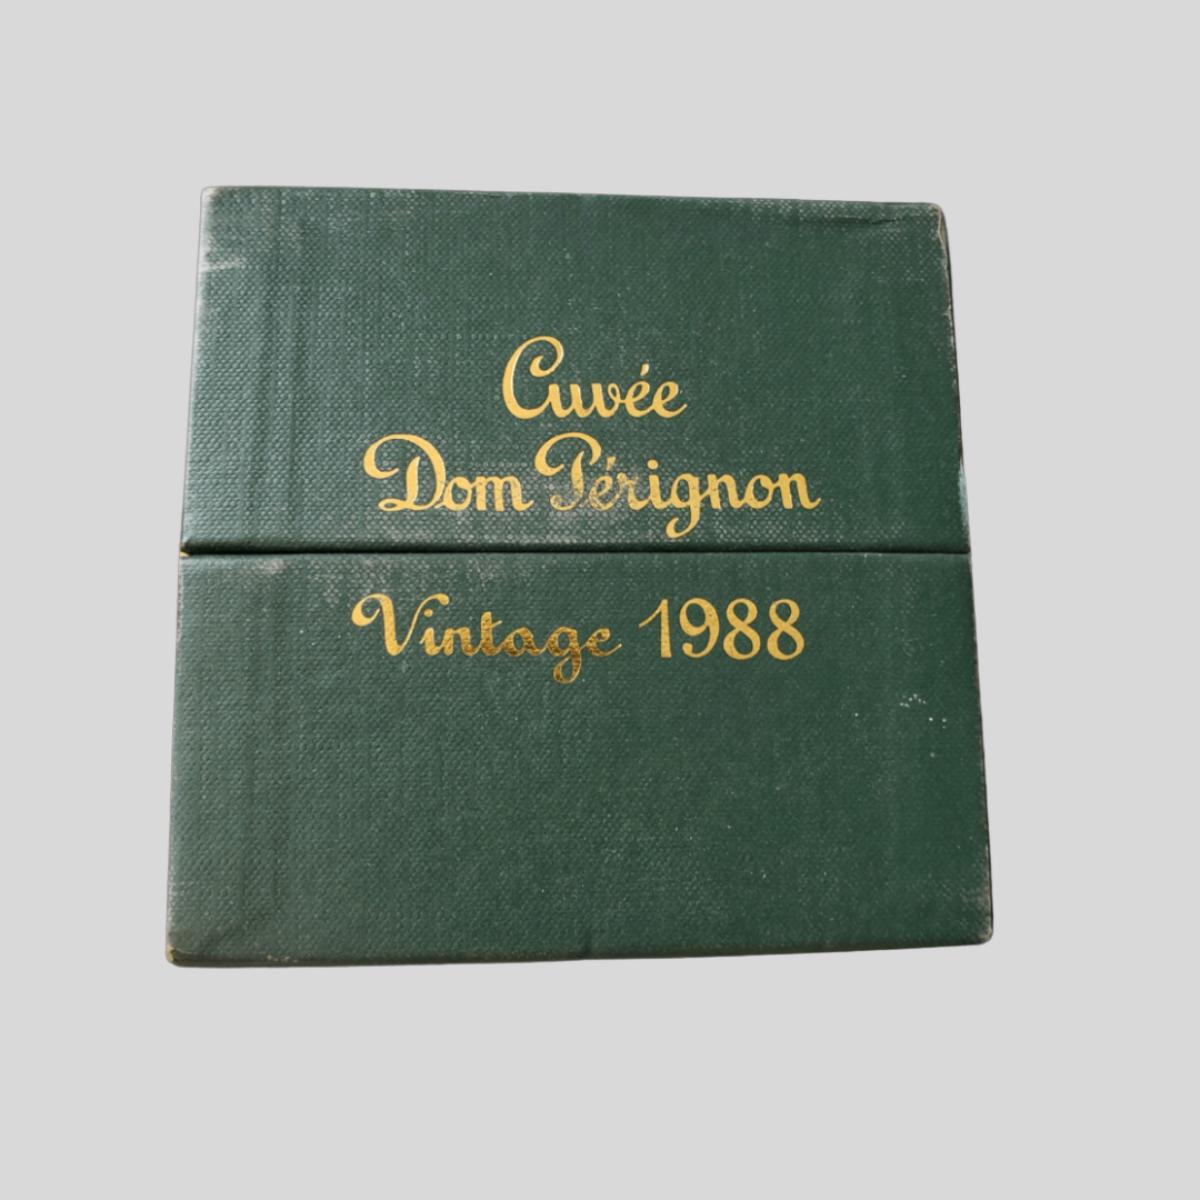 Cuvée
Dom Pérignon
Vintage 1988